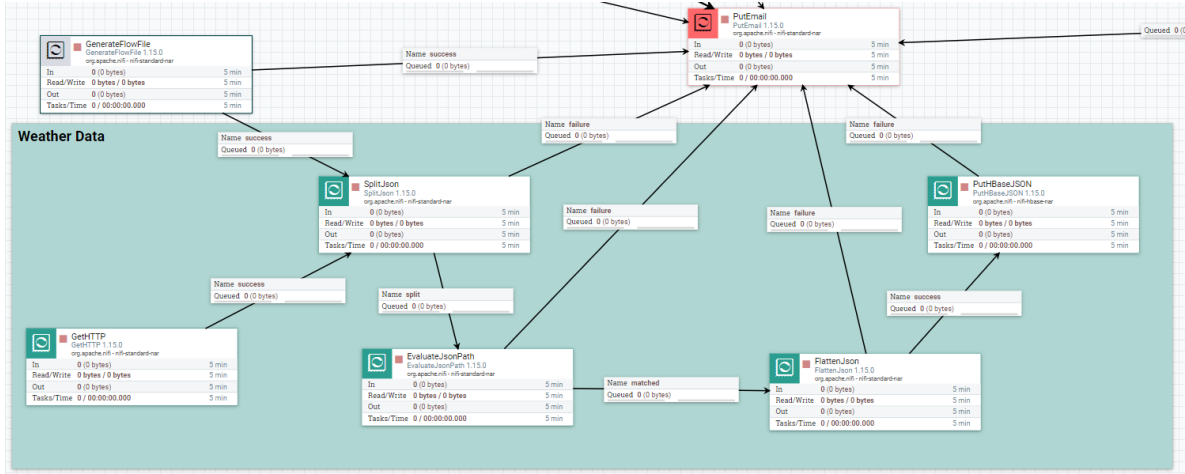 PutEmail
PutEmail 1.15.0
org.apache.nifi - nifi-standard-nar
In 0 (0 bytes) 5 min
Read/Write 0 bytes / 0 bytes 5 min
Out 0 (0 bytes) 5 min
Tasks/Time 0 / 00:00:00.000 5 min
Queued 0 (0
GenerateFlowFile
GenerateFlowFile 1.15.0
org.apache.nifi - nifi-standard-nar
In 0 (0 bytes) 5 min
Read/Write 0 bytes / 0 bytes 5 min
Out 0 (0 bytes) 5 min
Tasks/Time 0 / 00:00:00.000 5 min
Name success
Queued 0 (0 bytes)
Weather Data
Name success
Queued 0 (0 bytes)
Name failure
Queued 0 (0 bytes)
Name failure
Queued 0 (0 bytes)
SplitJson
SplitJson 1.15.0
org.apache.nifi - nifi-standard-nar
In 0 (0 bytes) 5 min
Read/Write 0 bytes / 0 bytes 5 min
Out 0 (0 bytes) 5 min
Tasks/Time 0 / 00:00:00.000 5 min
Name failure
Queued 0 (0 bytes)
Name failure
Queued 0 (0 bytes)
PutHBaseJSON
PutHBaseJSON 1.15.0
org.apache.nifi - nifi-hbase-nar
In 0 (0 bytes) 5 min
Read/Write 0 bytes / 0 bytes 5 min
Out 0 (0 bytes) 5 min
Tasks/Time 0 / 00:00:00.000 5 min
Name success
Queued 0 (0 bytes)
Name split
Queued 0 (0 bytes)
Name success
Queued 0 (0 bytes)
GetHTTP
GetHTTP 1.15.0
org.apache.nifi - nifi-standard-nar
In 0 (0 bytes) 5 min
Read/Write 0 bytes / 0 bytes 5 min
Out 0 (0 bytes) 5 min
Tasks/Time 0 / 00:00:00.000 5 min
EvaluateJsonPath
EvaluateJsonPath 1.15.0
org.apache.nifi - nifi-standard-nar
In 0 (0 bytes) 5 min
Read/Write 0 bytes / 0 bytes 5 min
Out 0 (0 bytes) 5 min
Tasks/Time 0 / 00:00:00.000 5 min
Name matched
Queued 0 (0 bytes)
FlattenJson
FlattenJson 1.15.0
org.apache.nifi - nifi-standard-nar
In 0 (0 bytes) 5 min
Read/Write 0 bytes / 0 bytes 5 min
Out 0 (0 bytes) 5 min
Tasks/Time 0 / 00:00:00.000 5 min